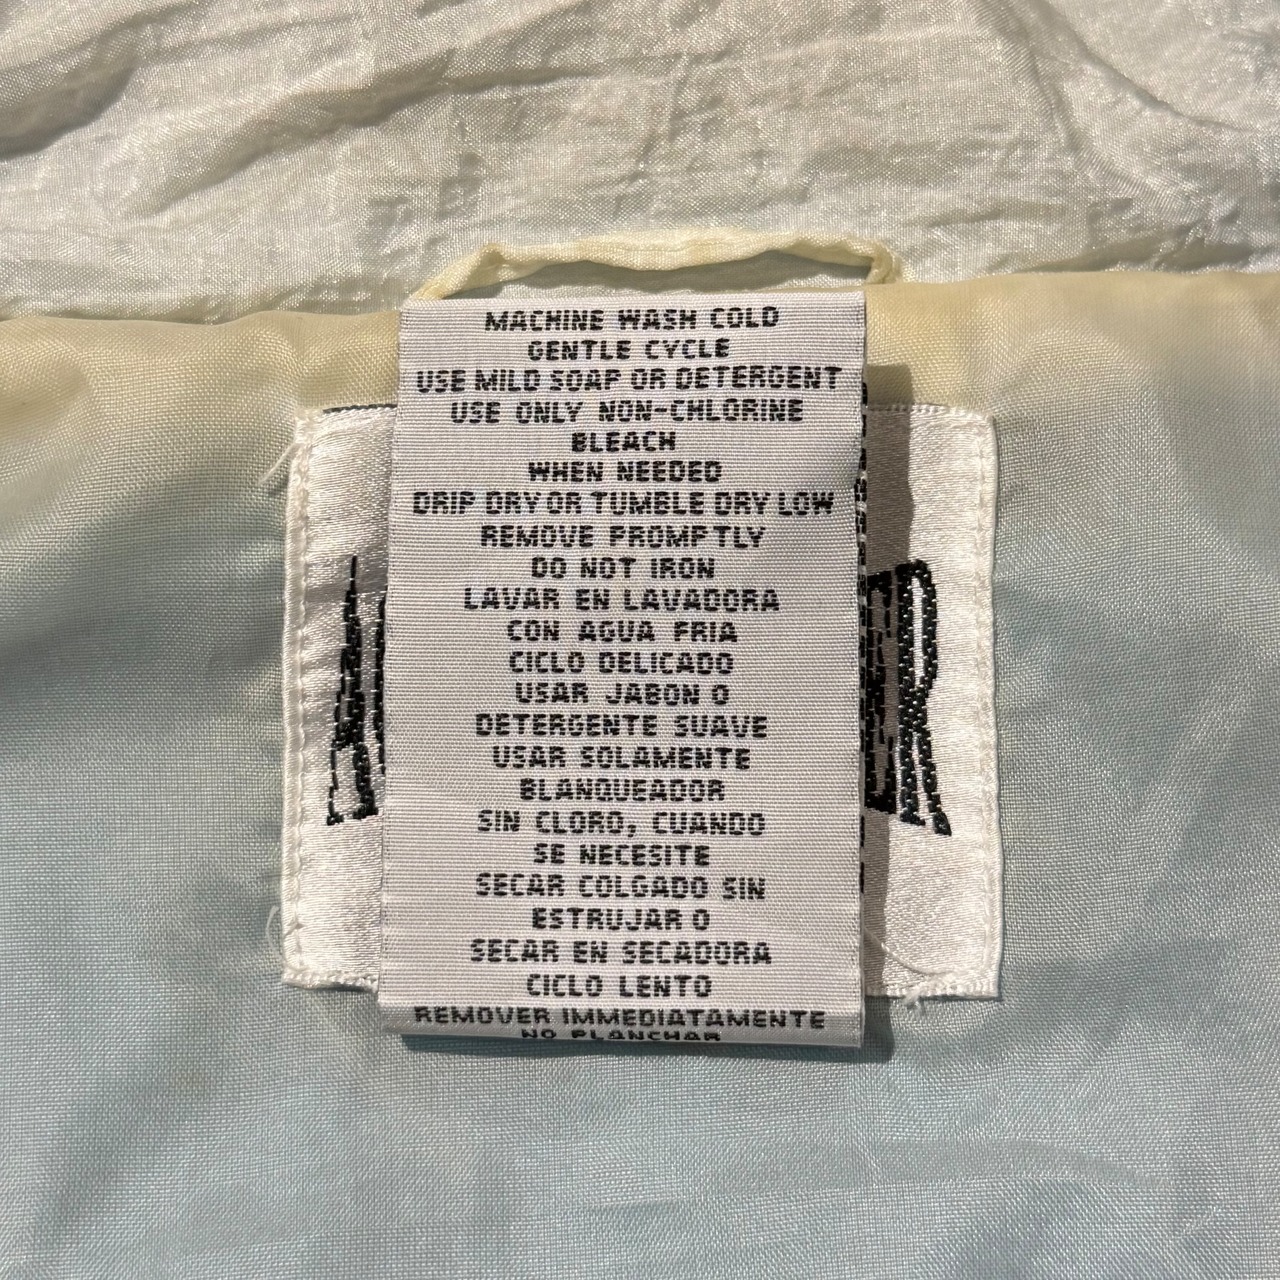 MACHINE WASH COLD
GENTLE CYCLE
USE MILD SOAP OR DETERGENT
USE ONLY NON-CHLORINE
BLEACH
WHEN NEEDED
DRIP DRY OR TUMBLE DRY LOW
REMOVE PROMPTLY
DO NOT IRON
LAVAR EN LAVADORA
CON AGUA FRIA
CICLO DELICADO
USAR JABON O
DETERGENTE SUAVE
USAR SOLAMENTE
BLANQUEADOR
SIN CLORO, CUANDO
SE NECESITE
SECAR COLGADO SIN
ESTRUJAR O
SECAR EN SECADORA
CICLO LENTO
REMOVER IMMEDIATAMENTE
NO PLANCHAR